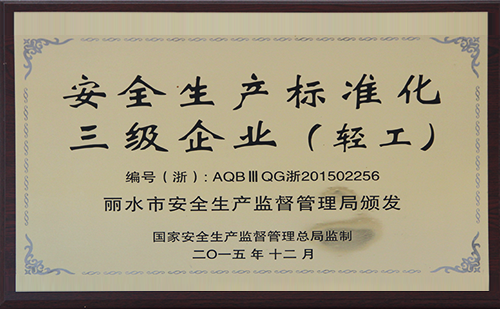 安全生产标准化
三级企业（轻工）
编号（浙）：AQBⅢQG浙201502256
丽水市安全生产监督管理局颁发
国家安全生产监督管理总局监制
二〇一五年十二月